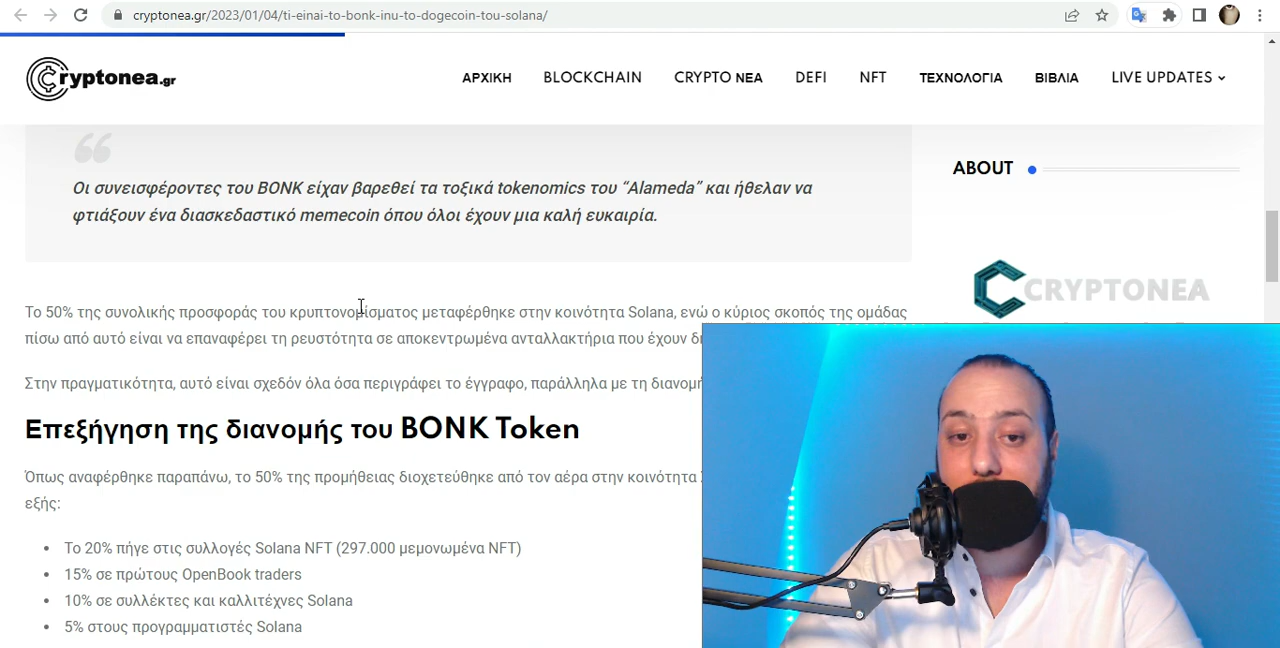 cryptonea.gr/2023/01/04/ti-einai-to-bonk-inu-to-dogecoin-tou-solana/
ryptonea.gr
ΑΡΧΙΚΗ BLOCKCHAIN CRYPTO ΝΕΑ DEFI NFT ΤΕΧΝΟΛΟΓΙΑ ΒΙΒΛΙΑ LIVE UPDATES
Οι συνεισφέροντες του BONK είχαν βαρεθεί τα τοξικά tokenomics του “Alameda” και ήθελαν να
φτιάξουν ένα διασκεδαστικό memecoin όπου όλοι έχουν μια καλή ευκαιρία.
ABOUT
CRYPTONEA
Το 50% της συνολικής προσφοράς του κρυπτονομίσματος μεταφέρθηκε στην κοινότητα Solana, ενώ ο κύριος σκοπός της ομάδας
πίσω από αυτό είναι να επαναφέρει τη ρευστότητα σε αποκεντρωμένα ανταλλακτήρια που έχουν
Στην πραγματικότητα, αυτό είναι σχεδόν όλα όσα περιγράφει το έγγραφο, παράλληλα με τη διανομή
Επεξήγηση της διανομής του BONK Token
Όπως αναφέρθηκε παραπάνω, το 50% της προμήθειας διοχετεύθηκε από τον αέρα στην κοινότητα
εξής:
• Το 20% πήγε στις συλλογές Solana NFT (297.000 μεμονωμένα NFT)
• 15% σε πρώτους OpenBook traders
• 10% σε συλλέκτες και καλλιτέχνες Solana
• 5% στους προγραμματιστές Solana